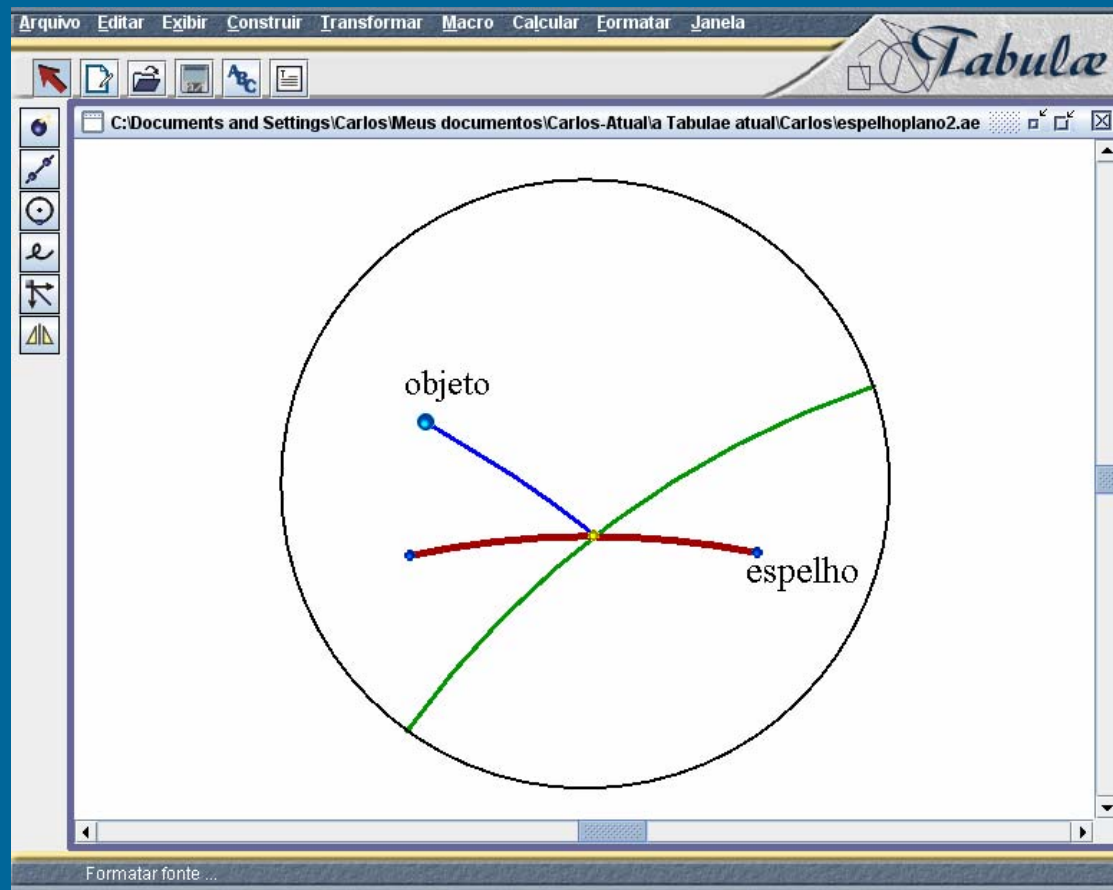 Arquivo Editar Exibir Construir Transformar Macro Calcular Formatar Janela
Tabulæ
ABC
C:\Documents and Settings\Carlos\Meus documentos\Carlos-Atual\a Tabulae atual\Carlos\espelhoplano2.ae
objeto
espelho
Formatar fonte ...